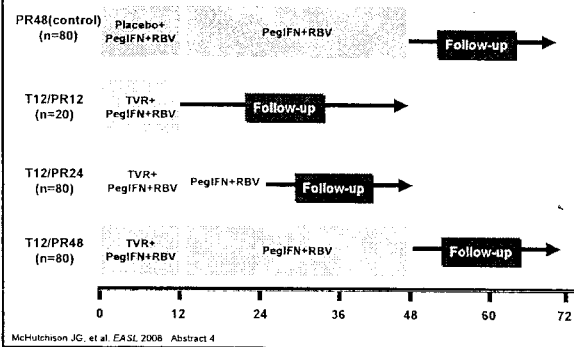 PR48(control)
(n=80)
Placebo+
PegIFN+RBV
PegIFN+RBV
Follow-up
T12/PR12
(n=20)
TVR+
PegIFN+RBV
Follow-up
T12/PR24
(n=80)
TVR+
PegIFN+RBV
PegIFN+RBV
Follow-up
T12/PR48
(n=80)
TVR+
PegIFN+RBV
PegIFN+RBV
Follow-up
0 12 24 36 48 60 72
McHutchison JG, et al. EASL 2008 Abstract 4